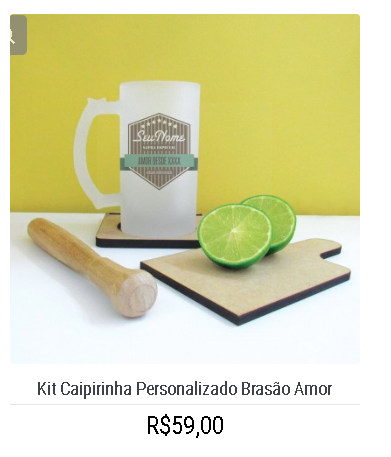 Seu Nome
AMOR DESDE XXXX
Kit Caipirinha Personalizado Brasão Amor
R$59,00